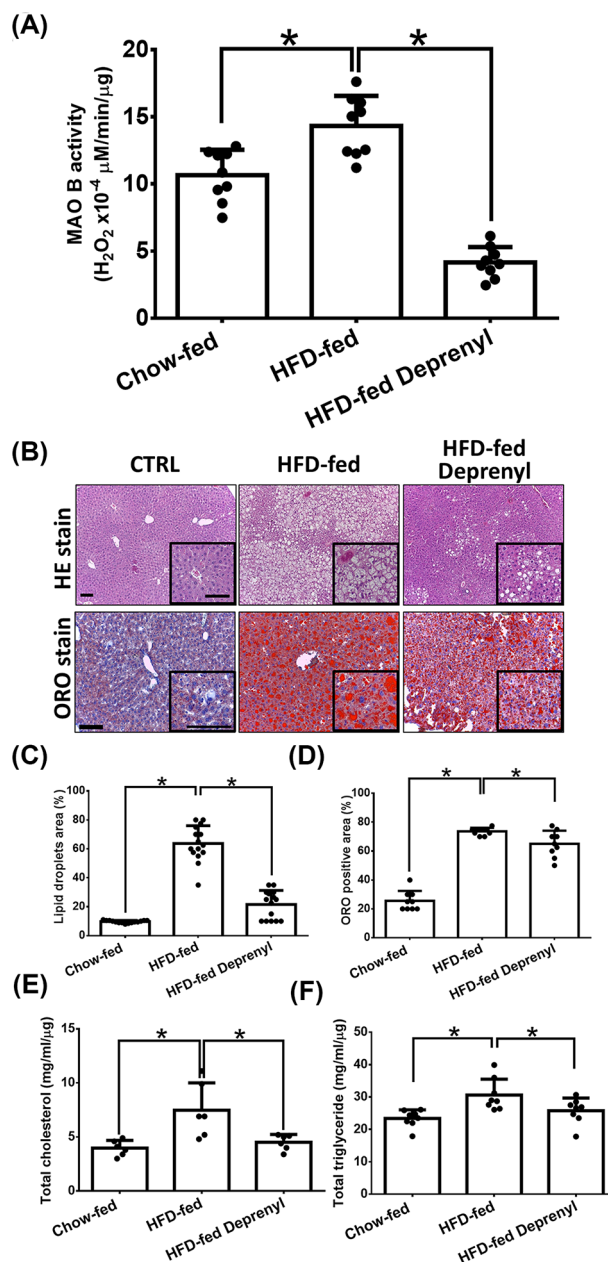 (A)
*
*
MAO B activity
(H₂O₂ x10⁻⁴ μM/min/μg)
20
15
10
5
0
Chow-fed
HFD-fed
HFD-fed Deprenyl
(B)
CTRL
HFD-fed
HFD-fed
Deprenyl
HE stain
ORO stain
(C)
*
*
Lipid droplets area (%)
100
80
60
40
20
0
Chow-fed
HFD-fed
HFD-fed Deprenyl
(D)
*
*
ORO positive area (%)
100
80
60
40
20
0
Chow-fed
HFD-fed
HFD-fed Deprenyl
(E)
*
*
Total cholesterol (mg/ml/μg)
15
10
5
0
Chow-fed
HFD-fed
HFD-fed Deprenyl
(F)
*
*
Total triglyceride (mg/ml/μg)
50
40
30
20
10
0
Chow-fed
HFD-fed
HFD-fed Deprenyl